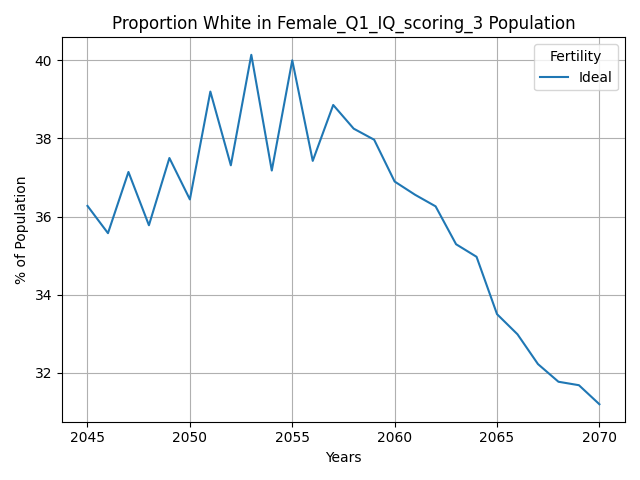 Proportion White in Female_Q1_IQ_scoring_3 Population
Fertility
Ideal
% of Population
40
38
36
34
32
2045 2050 2055 2060 2065 2070
Years